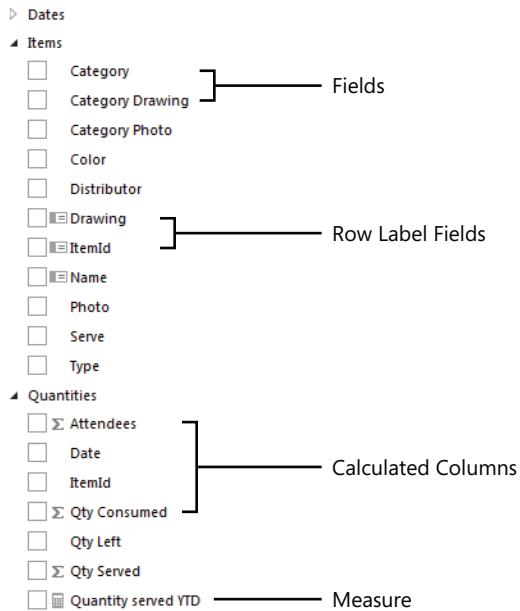 Dates
Items
Category
Fields
Category Drawing
Category Photo
Color
Distributor
Drawing
Row Label Fields
ItemId
Name
Photo
Serve
Type
Quantities
Σ Attendees
Date
Calculated Columns
ItemId
Σ Qty Consumed
Qty Left
Σ Qty Served
Quantity served YTD
Measure